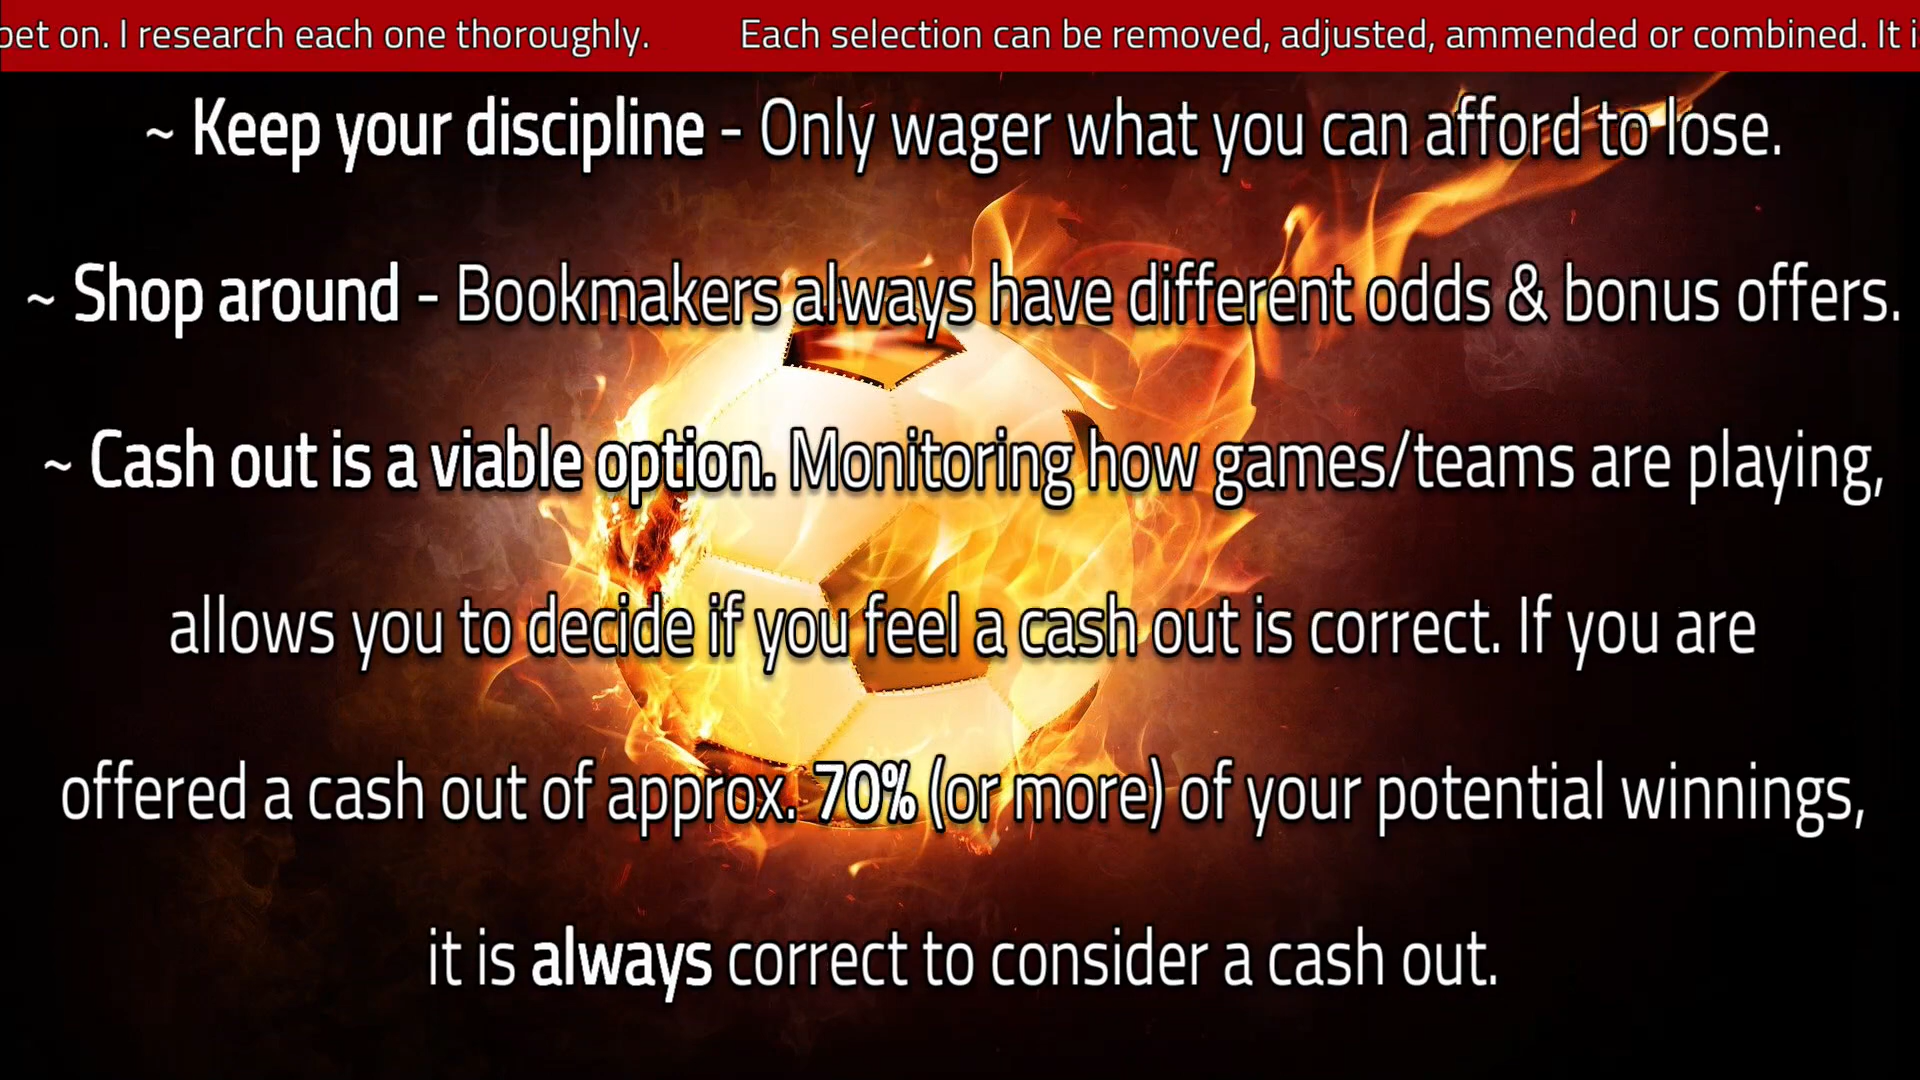 bet on. I research each one thoroughly. Each selection can be removed, adjusted, ammended or combined. It i
~ Keep your discipline - Only wager what you can afford to lose.
~ Shop around - Bookmakers always have different odds & bonus offers.
~ Cash out is a viable option. Monitoring how games/teams are playing,
allows you to decide if you feel a cash out is correct. If you are
offered a cash out of approx. 70% (or more) of your potential winnings,
it is always correct to consider a cash out.